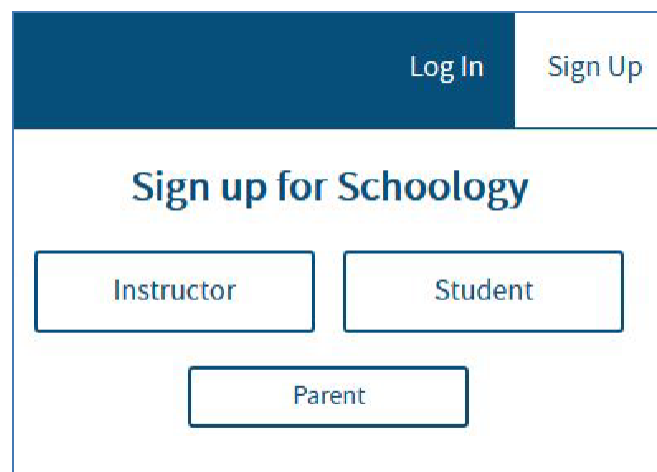 Log In Sign Up
Sign up for Schoology
Instructor Student
Parent